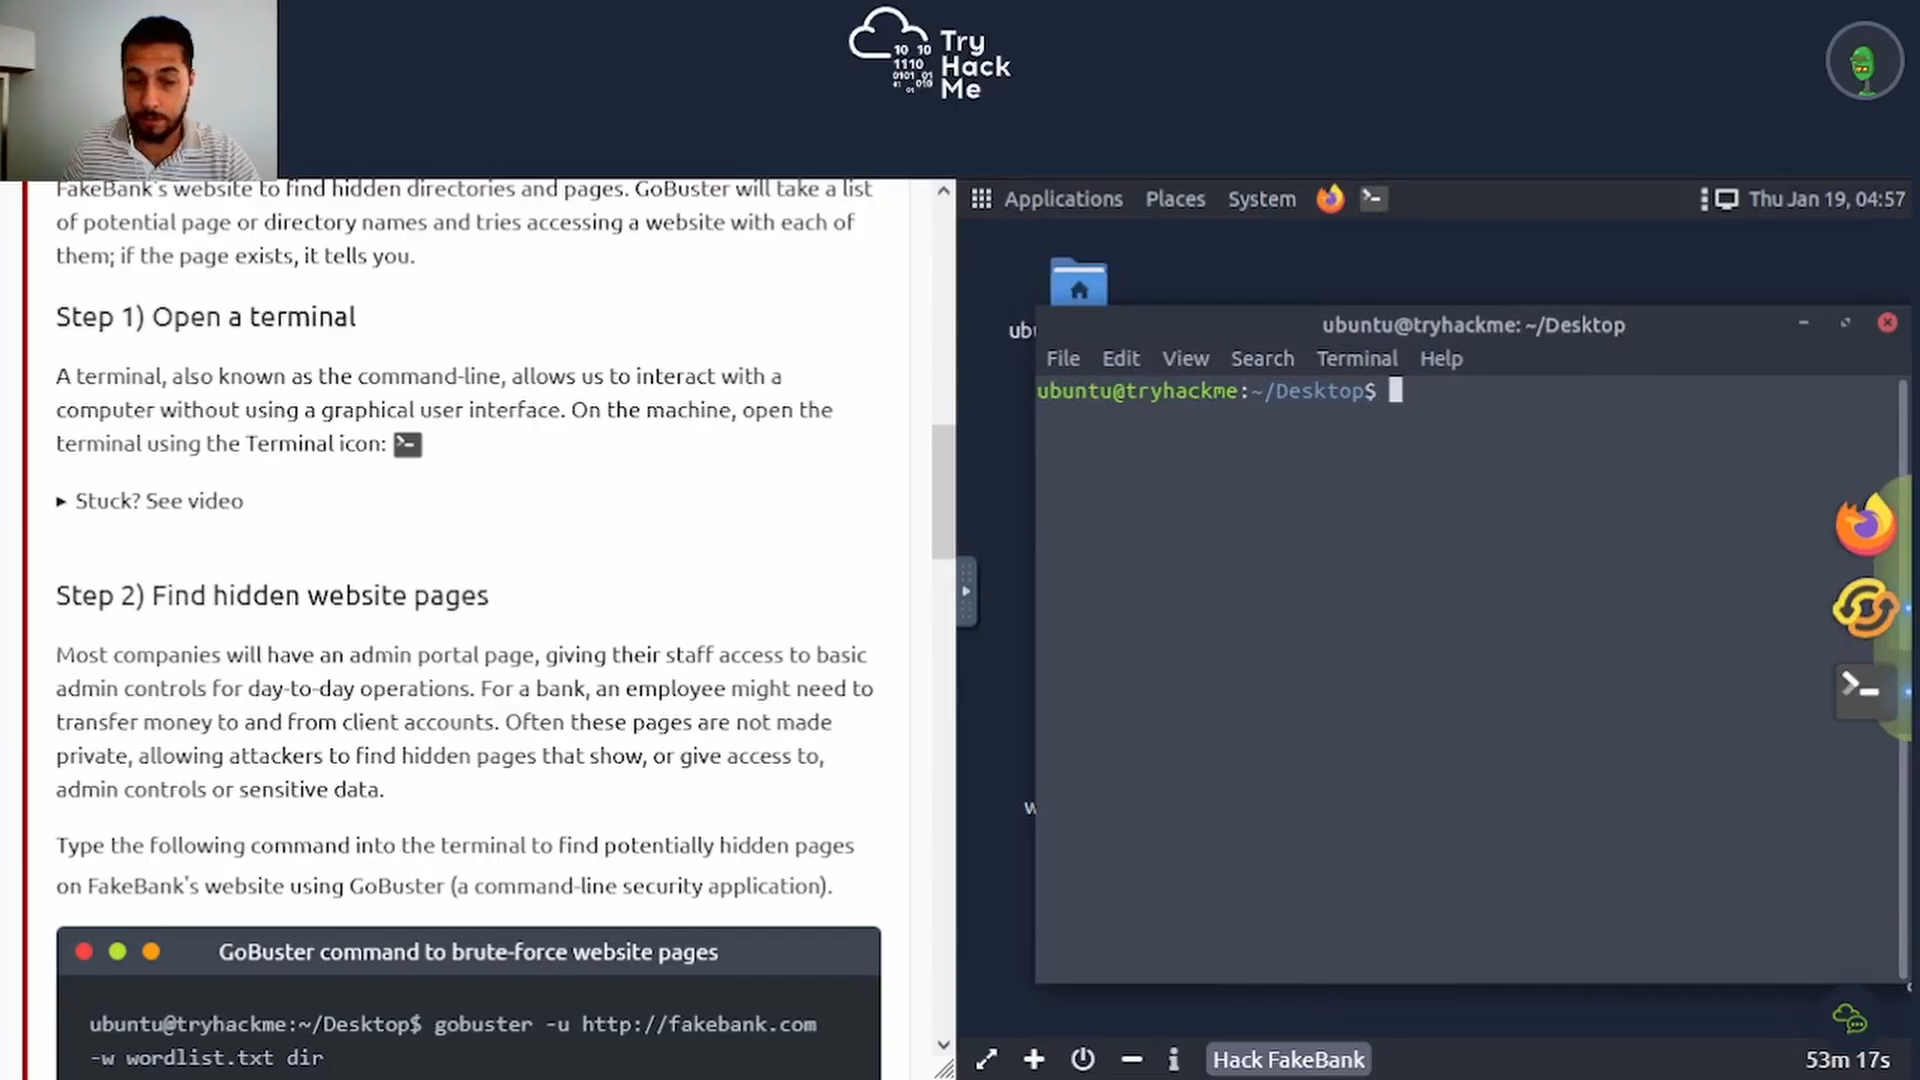 10 10
1110
0101 01
01 010
Try
Hack
Me
FakeBank's website to find hidden directories and pages. GoBuster will take a list
of potential page or directory names and tries accessing a website with each of
them; if the page exists, it tells you.
Step 1) Open a terminal
A terminal, also known as the command-line, allows us to interact with a
computer without using a graphical user interface. On the machine, open the
terminal using the Terminal icon:
Stuck? See video
Step 2) Find hidden website pages
Most companies will have an admin portal page, giving their staff access to basic
admin controls for day-to-day operations. For a bank, an employee might need to
transfer money to and from client accounts. Often these pages are not made
private, allowing attackers to find hidden pages that show, or give access to,
admin controls or sensitive data.
Type the following command into the terminal to find potentially hidden pages
on FakeBank's website using GoBuster (a command-line security application).
GoBuster command to brute-force website pages
ubuntu@tryhackme:~/Desktop$ gobuster -u http://fakebank.com
-w wordlist.txt dir
Applications Places System Thu Jan 19, 04:57
ubu
ubuntu@tryhackme: ~/Desktop
File Edit View Search Terminal Help
ubuntu@tryhackme:~/Desktop$
w
Hack FakeBank 53m 17s